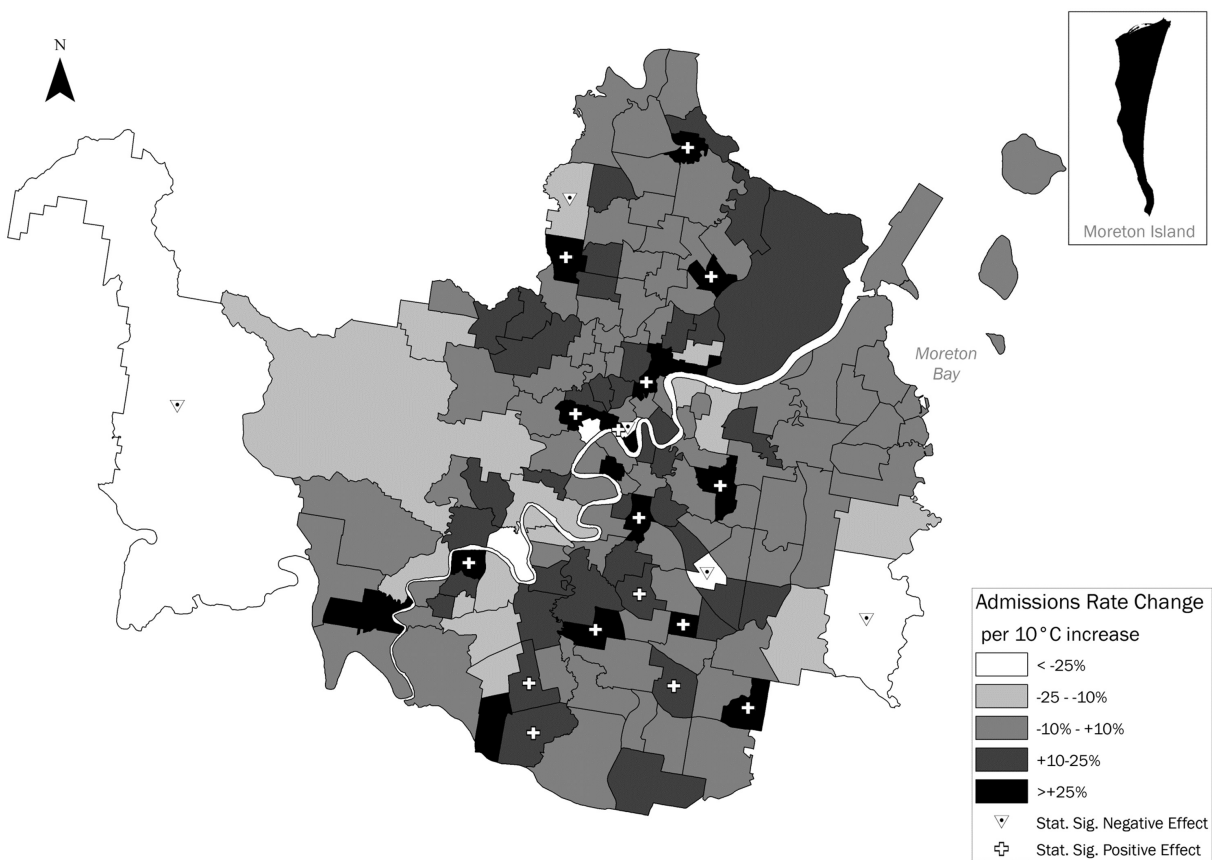 N
Moreton Island
Moreton
Bay
Admissions Rate Change
per 10°C increase
< -25%
-25 - -10%
-10% - +10%
+10-25%
>+25%
Stat. Sig. Negative Effect
Stat. Sig. Positive Effect